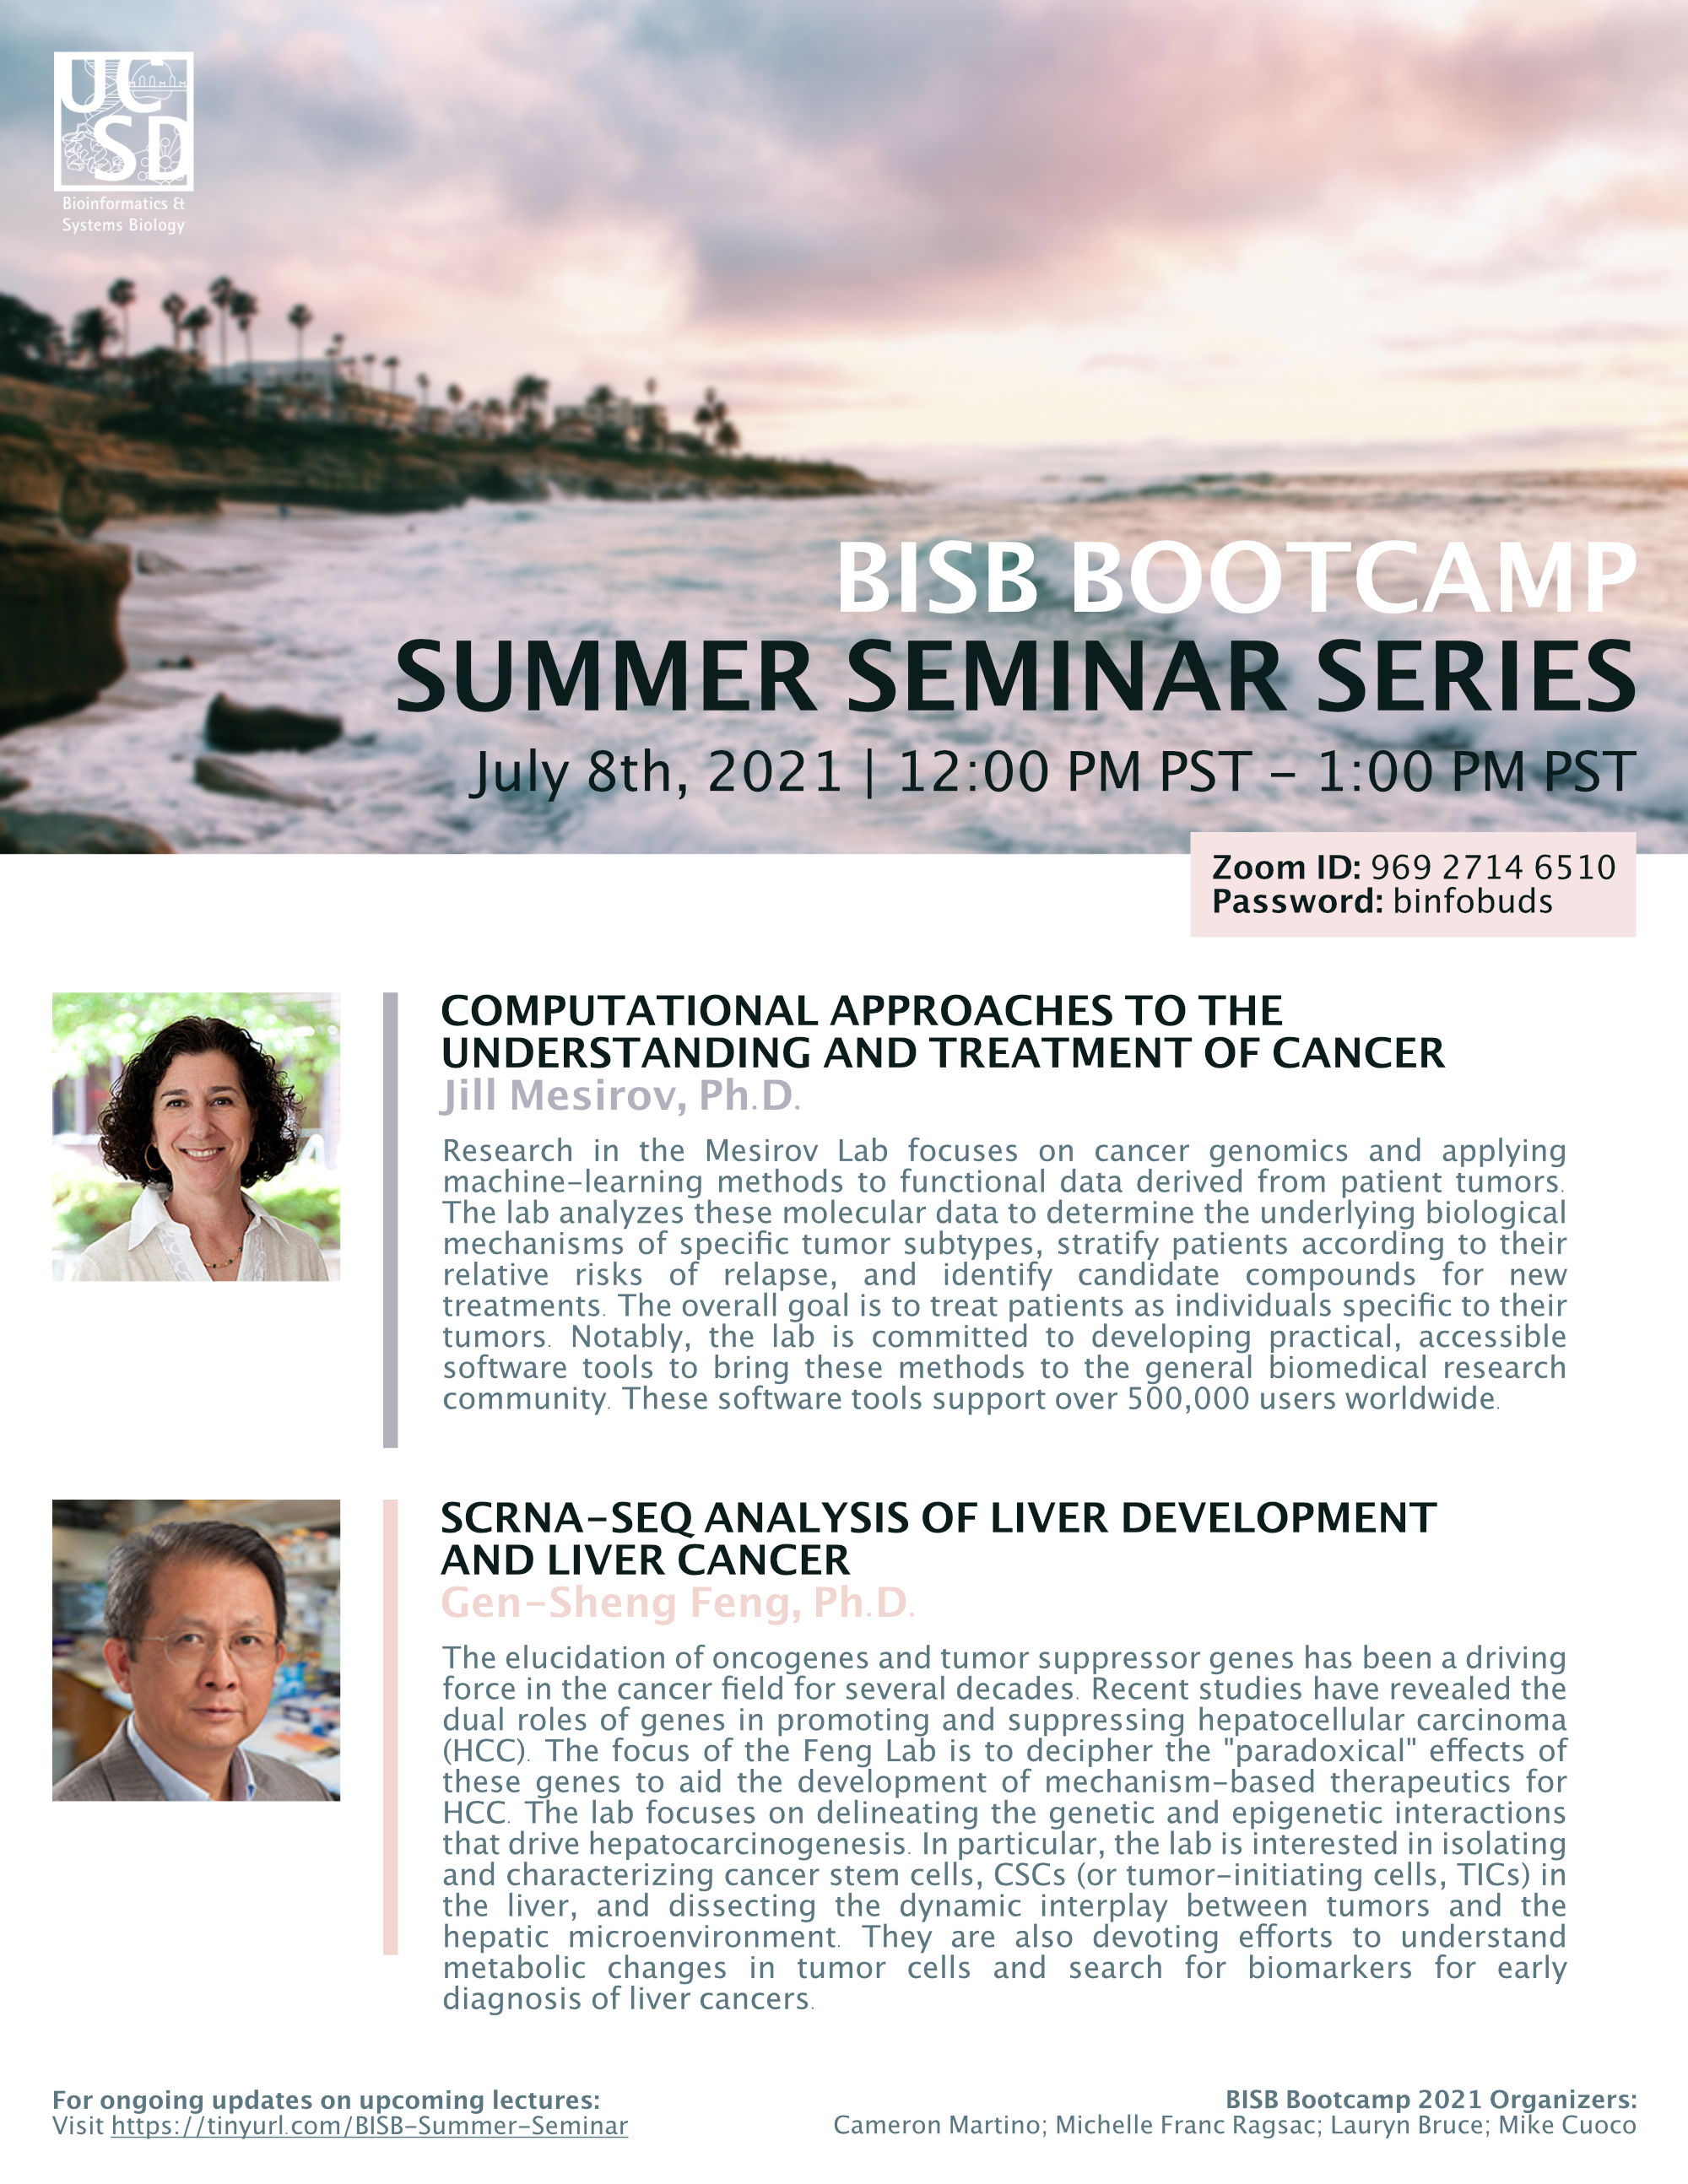 UC
SD
Bioinformatics &
Systems Biology
BISB BOOTCAMP
SUMMER SEMINAR SERIES
July 8th, 2021 | 12:00 PM PST – 1:00 PM PST
Zoom ID: 969 2714 6510
Password: binfobuds
COMPUTATIONAL APPROACHES TO THE
UNDERSTANDING AND TREATMENT OF CANCER
Jill Mesirov, Ph.D.
Research in the Mesirov Lab focuses on cancer genomics and applying
machine-learning methods to functional data derived from patient tumors.
The lab analyzes these molecular data to determine the underlying biological
mechanisms of specific tumor subtypes, stratify patients according to their
relative risks of relapse, and identify candidate compounds for new
treatments. The overall goal is to treat patients as individuals specific to their
tumors. Notably, the lab is committed to developing practical, accessible
software tools to bring these methods to the general biomedical research
community. These software tools support over 500,000 users worldwide.
SCRNA-SEQ ANALYSIS OF LIVER DEVELOPMENT
AND LIVER CANCER
Gen-Sheng Feng, Ph.D.
The elucidation of oncogenes and tumor suppressor genes has been a driving
force in the cancer field for several decades. Recent studies have revealed the
dual roles of genes in promoting and suppressing hepatocellular carcinoma
(HCC). The focus of the Feng Lab is to decipher the "paradoxical" effects of
these genes to aid the development of mechanism-based therapeutics for
HCC. The lab focuses on delineating the genetic and epigenetic interactions
that drive hepatocarcinogenesis. In particular, the lab is interested in isolating
and characterizing cancer stem cells, CSCs (or tumor-initiating cells, TICs) in
the liver, and dissecting the dynamic interplay between tumors and the
hepatic microenvironment. They are also devoting efforts to understand
metabolic changes in tumor cells and search for biomarkers for early
diagnosis of liver cancers.
For ongoing updates on upcoming lectures:
Visit https://tinyurl.com/BISB-Summer-Seminar
BISB Bootcamp 2021 Organizers:
Cameron Martino; Michelle Franc Ragsac; Lauryn Bruce; Mike Cuoco